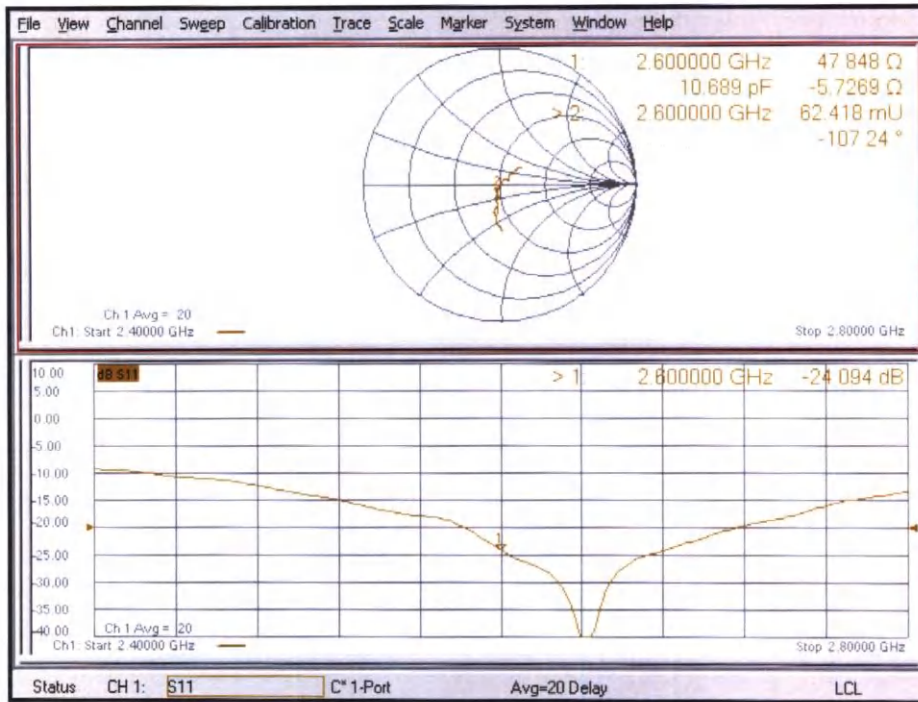 File View Channel Sweep Calibration Trace Scale Marker System Window Help
1: 2.600000 GHz 47.848 Ω
10.689 pF -5.7269 Ω
> 2: 2.600000 GHz 62.418 mU
-107.24 °
Ch 1 Avg = 20
Ch1: Start 2.40000 GHz
Stop 2.80000 GHz
10.00 dB S11 > 1: 2.600000 GHz -24.094 dB
5.00
0.00
-5.00
-10.00
-15.00
-20.00
1
-25.00
-30.00
-35.00
-40.00
Ch 1 Avg = 20
Ch1: Start 2.40000 GHz
Stop 2.80000 GHz
Status CH 1: S11 C* 1-Port Avg=20 Delay LCL